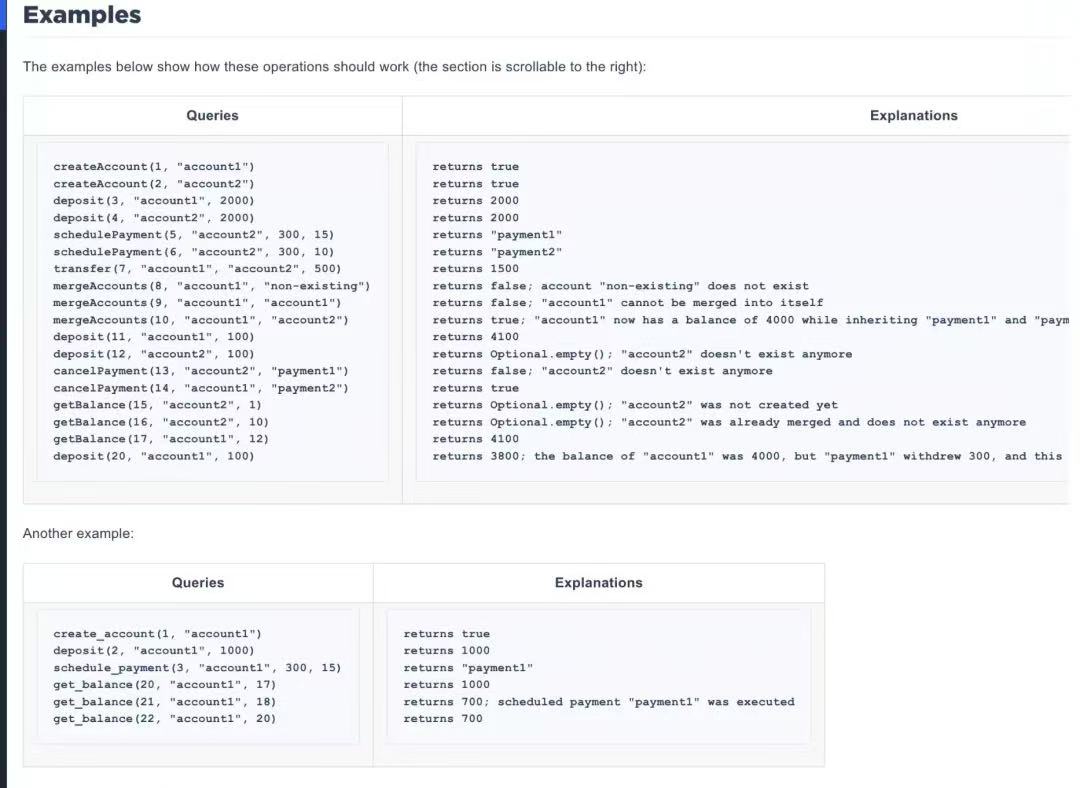 Examples
The examples below show how these operations should work (the section is scrollable to the right):
Queries
Explanations
createAccount(1, "account1")
createAccount(2, "account2")
deposit(3, "account1", 2000)
deposit(4, "account2", 2000)
schedulePayment(5, "account2", 300, 15)
schedulePayment(6, "account2", 300, 10)
transfer(7, "account1", "account2", 500)
mergeAccounts(8, "account1", "non-existing")
mergeAccounts(9, "account1", "account1")
mergeAccounts(10, "account1", "account2")
deposit(11, "account1", 100)
deposit(12, "account2", 100)
cancelPayment(13, "account2", "payment1")
cancelPayment(14, "account1", "payment2")
getBalance(15, "account2", 1)
getBalance(16, "account2", 10)
getBalance(17, "account1", 12)
deposit(20, "account1", 100)
returns true
returns true
returns 2000
returns 2000
returns "payment1"
returns "payment2"
returns 1500
returns false; account "non-existing" does not exist
returns false; "account1" cannot be merged into itself
returns true; "account1" now has a balance of 4000 while inheriting "payment1" and "paym
returns 4100
returns Optional.empty(); "account2" doesn't exist anymore
returns false; "account2" doesn't exist anymore
returns true
returns Optional.empty(); "account2" was not created yet
returns Optional.empty(); "account2" was already merged and does not exist anymore
returns 4100
returns 3800; the balance of "account1" was 4000, but "payment1" withdrew 300, and this
Another example:
Queries
Explanations
create_account(1, "account1")
deposit(2, "account1", 1000)
schedule_payment(3, "account1", 300, 15)
get_balance(20, "account1", 17)
get_balance(21, "account1", 18)
get_balance(22, "account1", 20)
returns true
returns 1000
returns "payment1"
returns 1000
returns 700; scheduled payment "payment1" was executed
returns 700